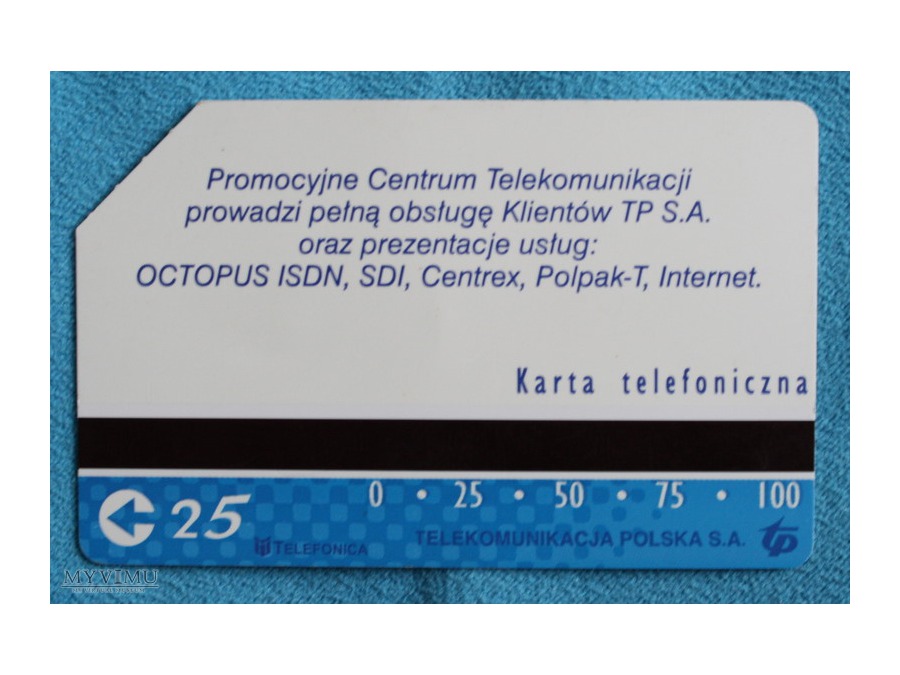 Promocyjne Centrum Telekomunikacji
prowadzi pełną obsługę Klientów TP S.A.
oraz prezentacje usług:
OCTOPUS ISDN, SDI, Centrex, Polpak-T, Internet.
Karta telefoniczna
0 • 25 • 50 • 75 • 100
25
TELEFONICA
TELEKOMUNIKACJA POLSKA S.A. tp
MYVIMU